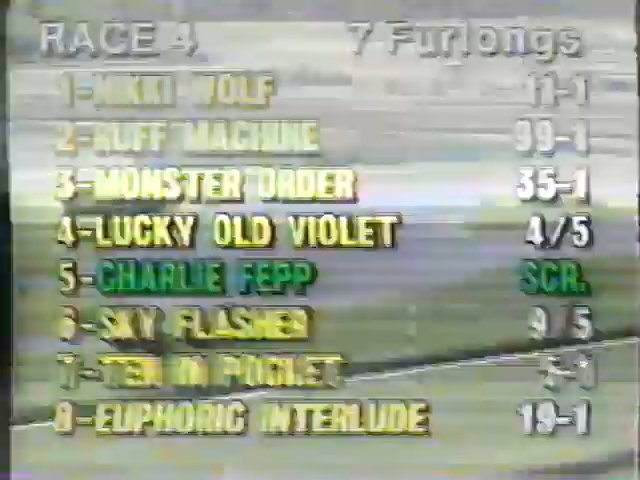 RACE 4 7 Furlongs
1-NIKKI WOLF 11-1
2-RUFF MACHINE 99-1
3-MONSTER ORDER 35-1
4-LUCKY OLD VIOLET 4/5
5-CHARLIE FEPP SCR.
6-SKY FLASHER 9/5
7-TEN IN POCKET 5-1
8-EUPHORIC INTERLUDE 19-1